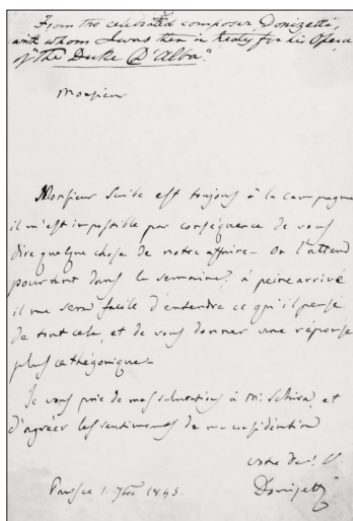 From the celebrated composer Donizetti,
with whom I was then in treaty for his Opera
of "The Duke D'Alba".
Monsieur
Monsieur Scribe est toujours à la campagne
il m'est impossible par conséquence de vous
dire quelque chose de notre affaire - On l'attend
pourtant dans la semaine, à peine arrivé
il me sera facile d'entendre ce qu'il pense
de tout cela, et de vous donner une réponse
plus cathégorique -
Je vous prie de mes salutations à Mr. Schira, et
d'agréer les sentiments de ma considération
votre
Donizetti
Paris ce 1. 1845.